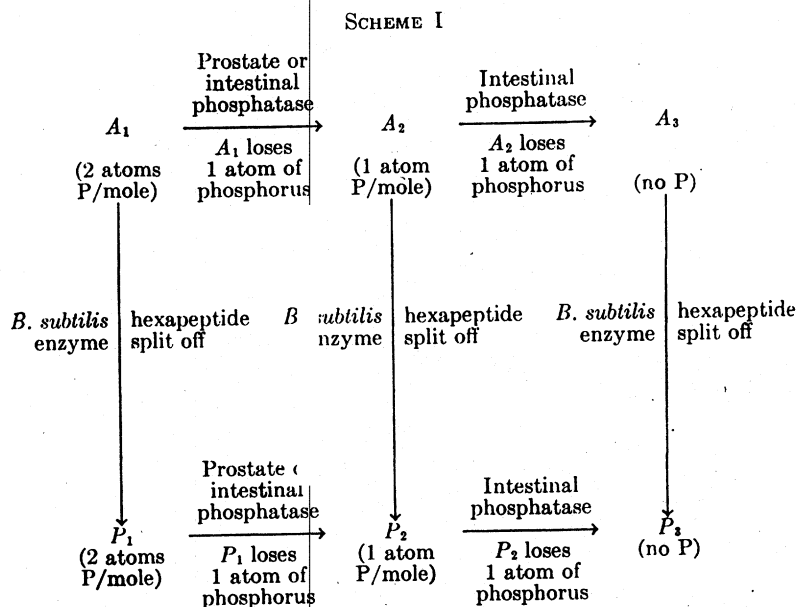 SCHEME I
Prostate or
intestinal
phosphatase
Intestinal
phosphatase
A1
A2
A3
A1 loses
1 atom of
phosphorus
A2 loses
1 atom of
phosphorus
(2 atoms
P/mole)
(1 atom
P/mole)
(no P)
B. subtilis
enzyme
hexapeptide
split off
B
hexapeptide
split off
B. subtilis
enzyme
hexapeptide
split off
Prostate
intestinal
phosphatase
Intestinal
phosphatase
P1
(2 atoms
P/mole)
P2
(1 atom
P/mole)
P3
(no P)
P1 loses
1 atom of
phosphorus
P2 loses
1 atom of
phosphorus